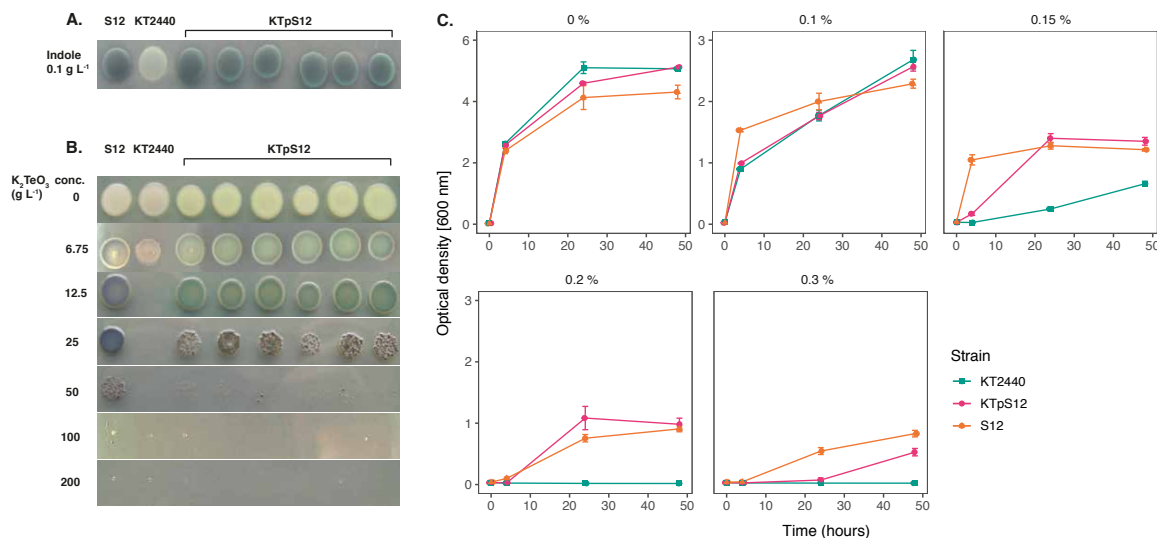 A.
S12 KT2440 KTpS12
Indole
0.1 g L⁻¹
B.
S12 KT2440 KTpS12
K₂TeO₃ conc.
(g L⁻¹)
0
6.75
12.5
25
50
100
200
C.
Optical density [600 nm]
0 %
6
4
2
0
0 10 20 30 40 50
0.1 %
3
2
1
0
0 10 20 30 40 50
0.15 %
3
2
1
0
0 10 20 30 40 50
0.2 %
3
2
1
0
0 10 20 30 40 50
0.3 %
3
2
1
0
0 10 20 30 40 50
Time (hours)
Strain
KT2440
KTpS12
S12